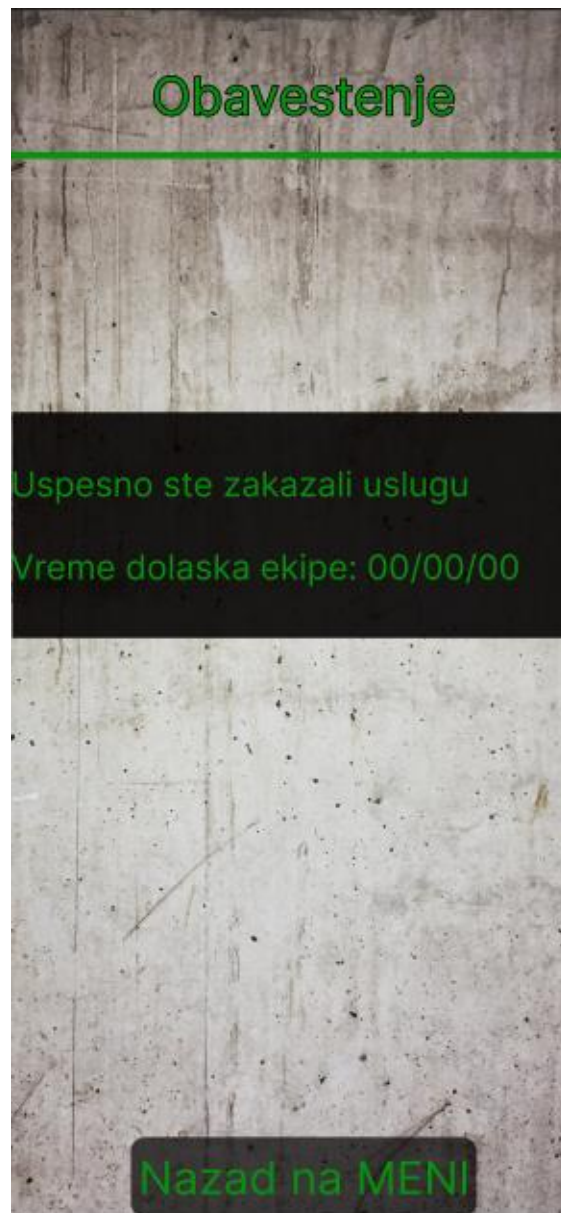 Obavestenje
Uspesno ste zakazali uslugu
Vreme dolaska ekipe: 00/00/00
Nazad na MENI